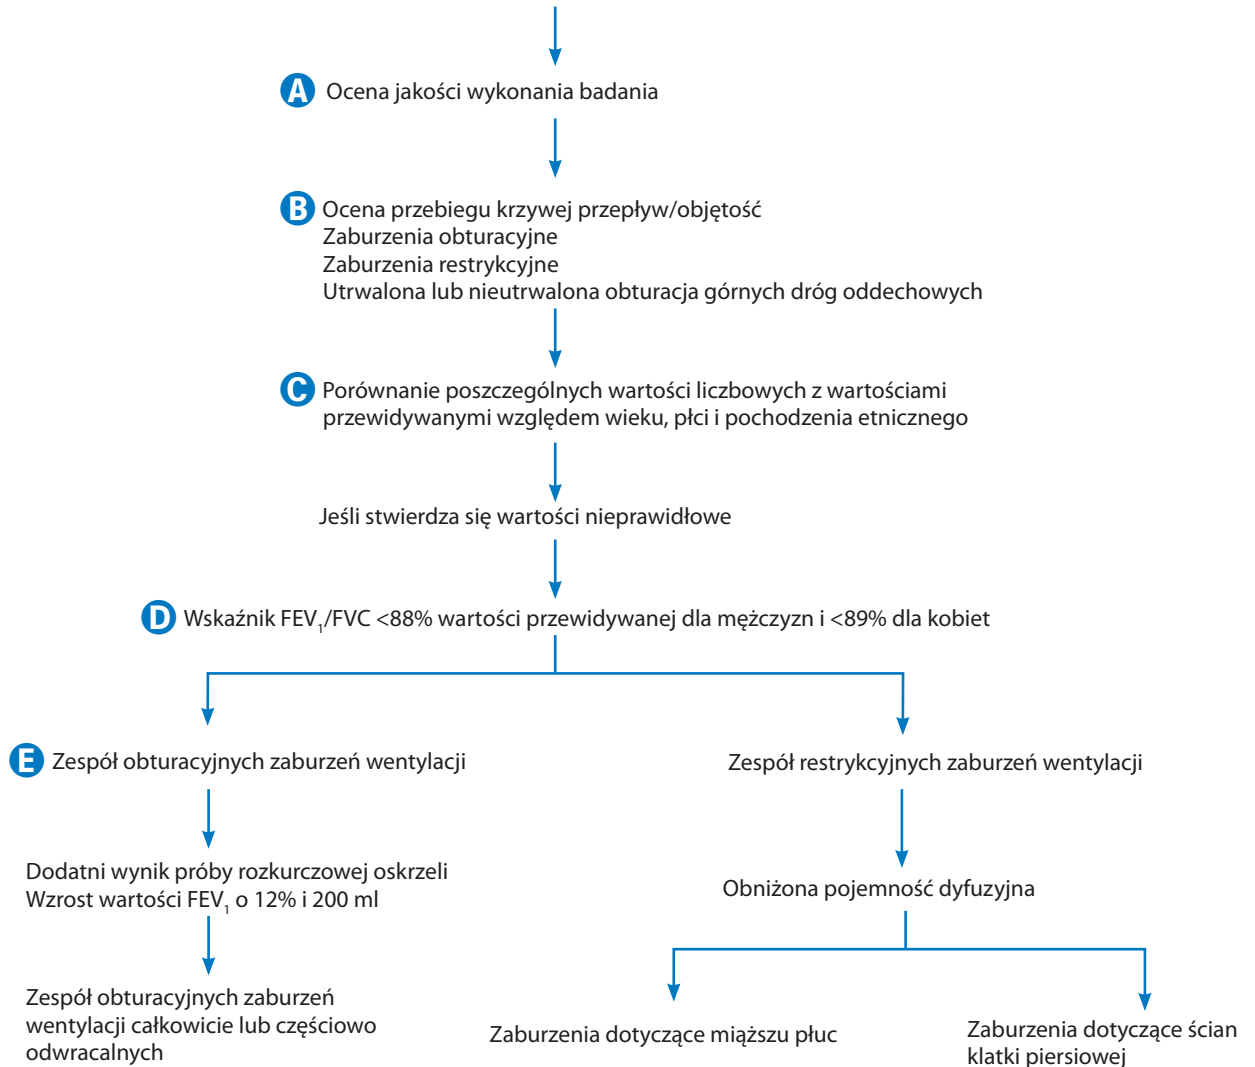 A Ocena jakości wykonania badania
B Ocena przebiegu krzywej przepływ/objętość
Zaburzenia obturacyjne
Zaburzenia restrykcyjne
Utrwalona lub nieutrwalona obturacja górnych dróg oddechowych
C Porównanie poszczególnych wartości liczbowych z wartościami
przewidywanymi względem wieku, płci i pochodzenia etnicznego
Jeśli stwierdza się wartości nieprawidłowe
D Wskaźnik FEV₁/FVC <88% wartości przewidywanej dla mężczyzn i <89% dla kobiet
E Zespół obturacyjnych zaburzeń wentylacji
Zespół restrykcyjnych zaburzeń wentylacji
Dodatni wynik próby rozkurczowej oskrzeli
Wzrost wartości FEV₁ o 12% i 200 ml
Obniżona pojemność dyfuzyjna
Zespół obturacyjnych zaburzeń
wentylacji całkowicie lub częściowo
odwracalnych
Zaburzenia dotyczące miąższu płuc
Zaburzenia dotyczące ścian
klatki piersiowej